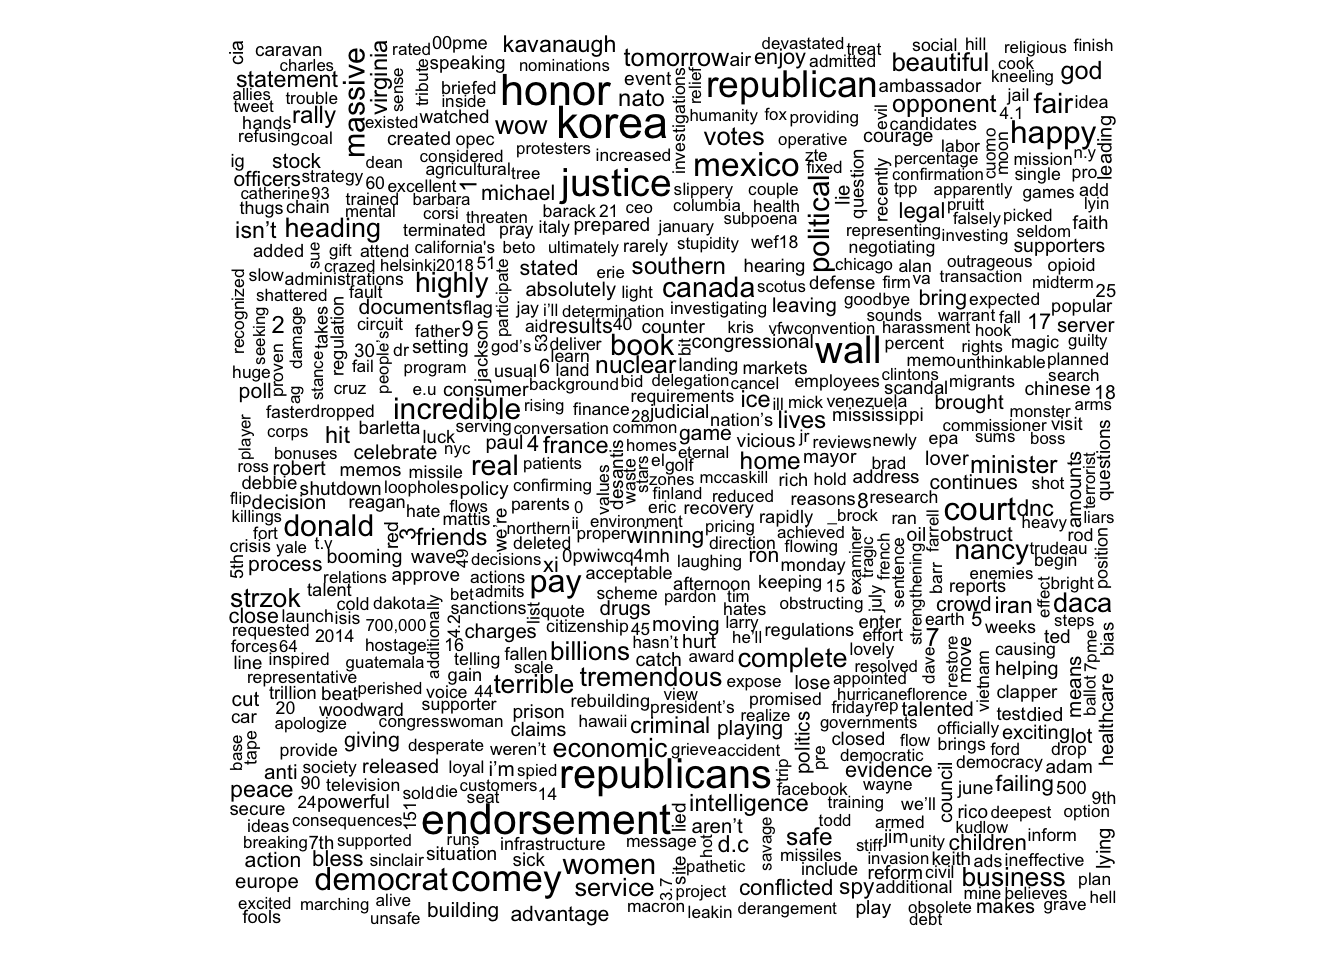 cia caravan massive virginia rated 00pme kavanaugh tomorrow air devastated treat social hill religious finish
charles sense tribute speaking nominations enjoy admitted beautiful cook kneeling god
statement briefed honor event relief republican ambassador
allies trouble inside nato investigations evil opponent jail fair idea
tweet rally existed watched wow korea humanity fox providing candidates 4.1 leading
hands created opec votes operative courage cuomo moon happy
refusing coal protesters labor
ig stock dean considered increased mexico zte question recently percentage mission n.y
officers strategy 60 agricultural tree justice fixed lie confirmation single pro
catherine 93 excellent 1 michael slippery couple political tpp apparently games add
thugs chain trained barbara columbia health legal pruitt lyin
mental corsi threaten barack 21 ceo subpoena falsely picked faith
isn’t heading terminated pray italy prepared january representing investing seldom
added sue gift attend california's beto ultimately rarely stupidity wef18 negotiating supporters
crazed helsinki2018 51 stated erie southern hearing chicago alan outrageous opioid
recognized slow administrations highly participate absolutely light canada scotus defense firm va transaction midterm 25
shattered fault documents flag jay i’ll determination investigating leaving goodbye bring expected popular
seeking 2 damage takes regulation circuit father 9 aid results 40 counter kris vfwconvention sounds harassment warrant fall 17 server
proven stance 30 people's dr setting jackson god’s 53 deliver book bit congressional wall percent hook rights magic guilty
huge ag fail program usual 6 learn land nuclear landing markets memo unthinkable planned
poll cruz e.u consumer background bid delegation cancel employees clintons scandal migrants search chinese 18
faster dropped incredible rising finance requirements 28 judicial ice ill mick venezuela mississippi brought monster arms
player corps hit barletta luck serving conversation common nation’s lives commissioner visit
bonuses celebrate nyc paul 4 france homes game vicious jr reviews newly epa sums boss questions
ross robert memos missile real patients values desantis waste stars el eternal golf home mayor brad lover minister amounts terrorist
debbie shutdown loopholes policy confirming zones mccaskill rich hold address continues shot
flip decision reagan hate flows parents 0 finland reduced reasons 8 research court dnc
killings donald red 3 mattis we're northern ii environment eric recovery rapidly _brock ran farrell heavy liars
fort friends deleted proper winning pricing achieved oil obstruct rod position
crisis yale t.v booming wave 49 decisions xi 0pwiwcq4mh laughing direction ron flowing examiner tragic french nancy trudeau
5th process relations approve actions acceptable afternoon keeping monday 15 sentence strengthening barr begin
talent bet admits pay scheme pardon tim july reports enemies effect bright
strzok cold dakota additionally sanctions list quote drugs hates obstructing crowd iran daca
close launch isis 700,000 4.2 charges citizenship 45 moving larry regulations enter earth 5 steps
requested 2014 hostage 16 hasn’t hurt he’ll effort 7 weeks ted bias
forces 64 telling fallen billions catch award complete lovely dave restore move vietnam causing
line inspired guatemala gain scale resolved helping
representative terrible tremendous expose lose appointed means ballot 7pme healthcare
cut trillion beat perished voice 44 rebuilding view promised hurricane florence clapper
20 woodward supporter prison president’s friday rep talented test died
car apologize congresswoman claims hawaii criminal playing realize politics governments officially exciting lot
base tape provide giving desperate weren’t economic grieve accident pre closed flow brings ford drop
anti society released loyal i’m spied republicans trip democratic evidence council democracy adam
peace 90 television customers facebook wayne june failing 500
secure 24 powerful sold die seat 14 intelligence training we’ll rico deepest option 9th
ideas consequences 151 endorsement lied aren’t todd armed kudlow
breaking 7th supported runs infrastructure message hot d.c savage safe stiff jim unity children inform lying
action bless sinclair situation sick women site pathetic missiles invasion keith ads ineffective
europe democrat comey service 3.7 project conflicted include spy reform civil additional business plan
excited marching alive building advantage macron leakin derangement play obsolete mine makes believes grave hell
fools unsafe debt